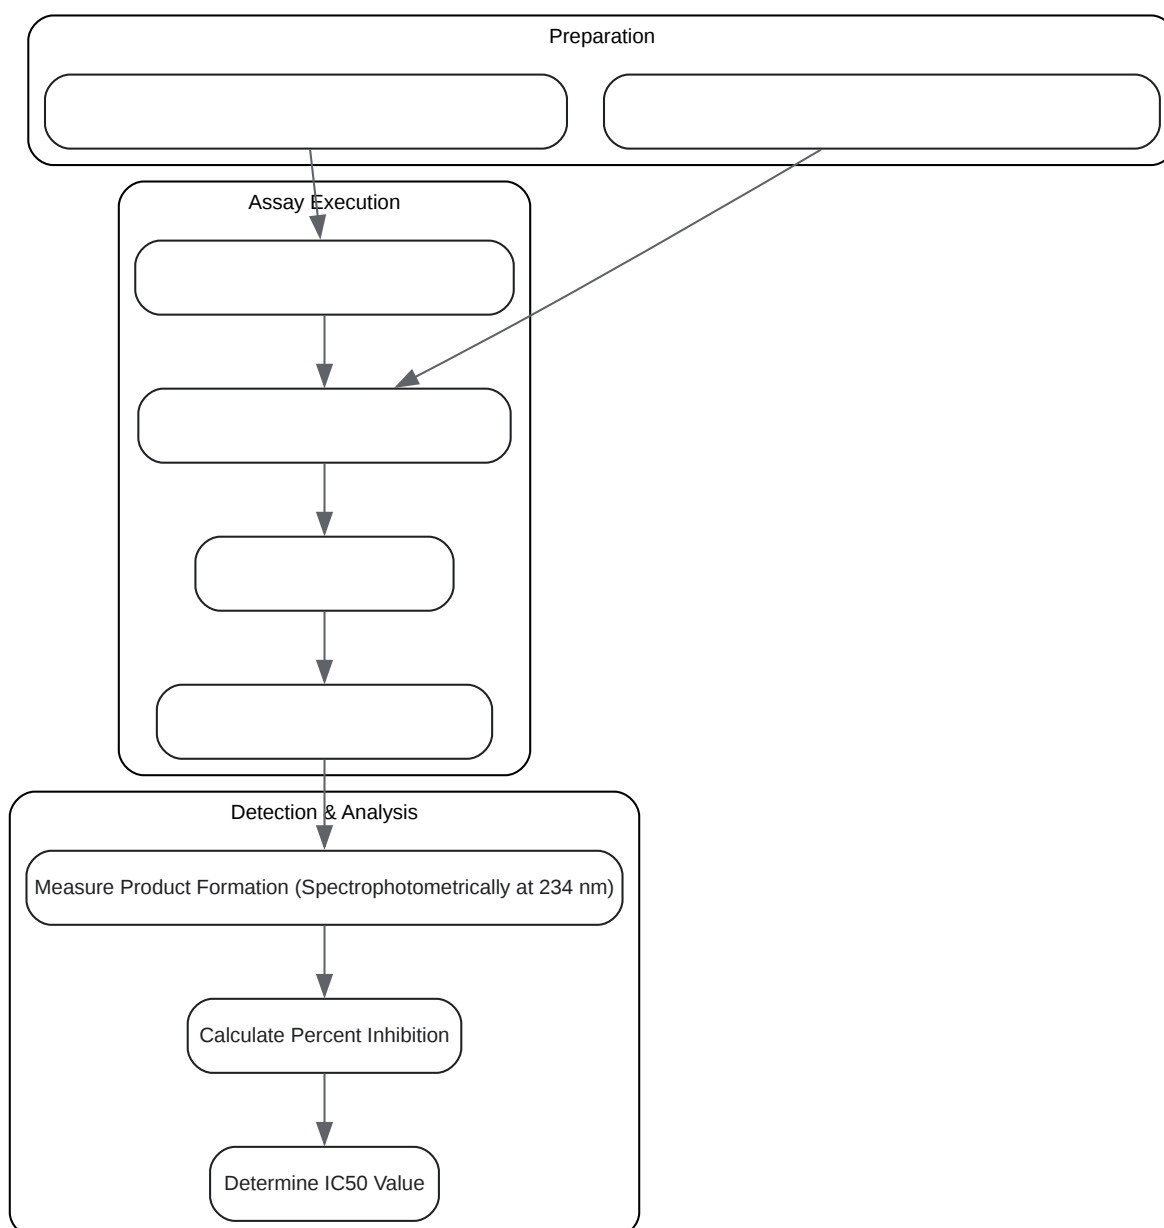 Preparation
Assay Execution
Detection & Analysis
Measure Product Formation (Spectrophotometrically at 234 nm)
Calculate Percent Inhibition
Determine IC50 Value